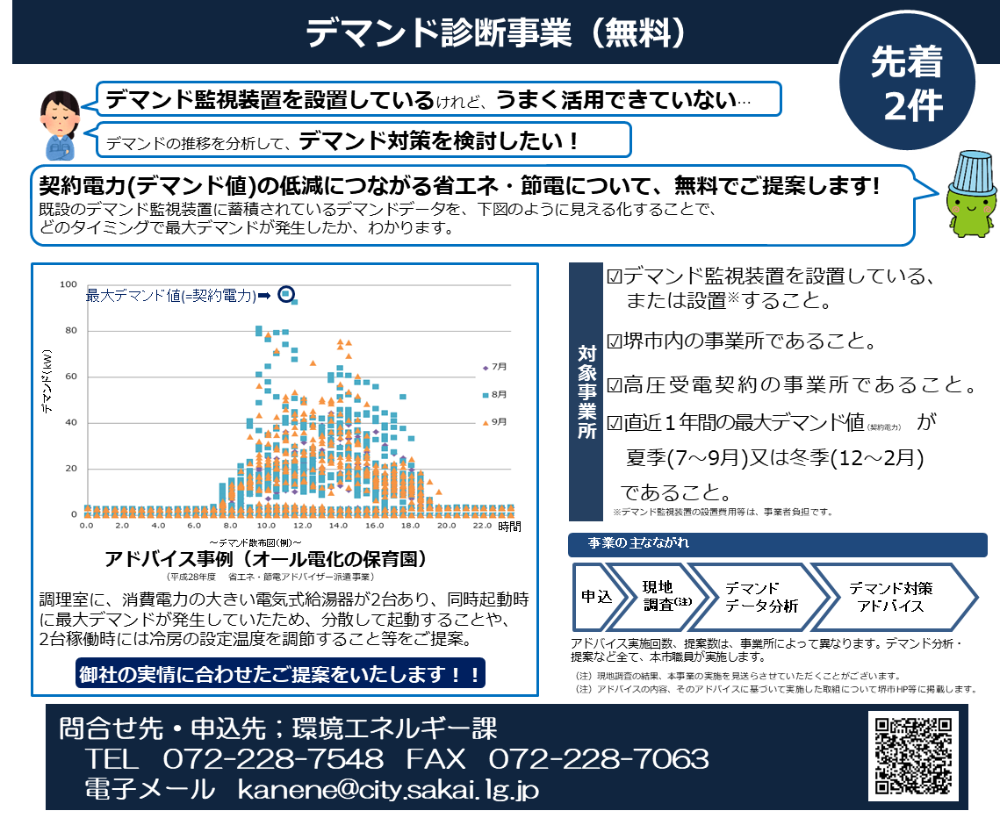 デマンド診断事業（無料）
先着
2件
デマンド監視装置を設置しているけれど、うまく活用できていない…
デマンドの推移を分析して、デマンド対策を検討したい！
契約電力(デマンド値)の低減につながる省エネ・節電について、無料でご提案します!
既設のデマンド監視装置に蓄積されているデマンドデータを、下図のように見える化することで、
どのタイミングで最大デマンドが発生したか、わかります。
最大デマンド値(=契約電力)➡
デマンド(kW)
100
80
60
40
20
0
7月
8月
9月
0.0 2.0 4.0 6.0 8.0 10.0 12.0 14.0 16.0 18.0 20.0 22.0 時間
～デマンド散布図(例)～
アドバイス事例（オール電化の保育園）
（平成28年度　省エネ・節電アドバイザー派遣事業）
調理室に、消費電力の大きい電気式給湯器が2台あり、同時起動時
に最大デマンドが発生していたため、分散して起動することや、
2台稼働時には冷房の設定温度を調節すること等をご提案。
御社の実情に合わせたご提案をいたします！！
対象事業所
☑デマンド監視装置を設置している、
または設置※すること。
☑堺市内の事業所であること。
☑高圧受電契約の事業所であること。
☑直近１年間の最大デマンド値（契約電力）　が
夏季(7～9月)又は冬季(12～2月)
であること。
※デマンド監視装置の設置費用等は、事業者負担です。
事業の主なながれ
申込
現地
調査(注)
デマンド
データ分析
デマンド対策
アドバイス
アドバイス実施回数、提案数は、事業所によって異なります。デマンド分析・
提案など全て、本市職員が実施します。
（注）現地調査の結果、本事業の実施を見送らさせていただくことがございます。
（注）アドバイスの内容、そのアドバイスに基づいて実施した取組について堺市HP等に掲載します。
問合せ先・申込先；環境エネルギー課
TEL　072-228-7548　FAX　072-228-7063
電子メール　kanene@city.sakai.lg.jp